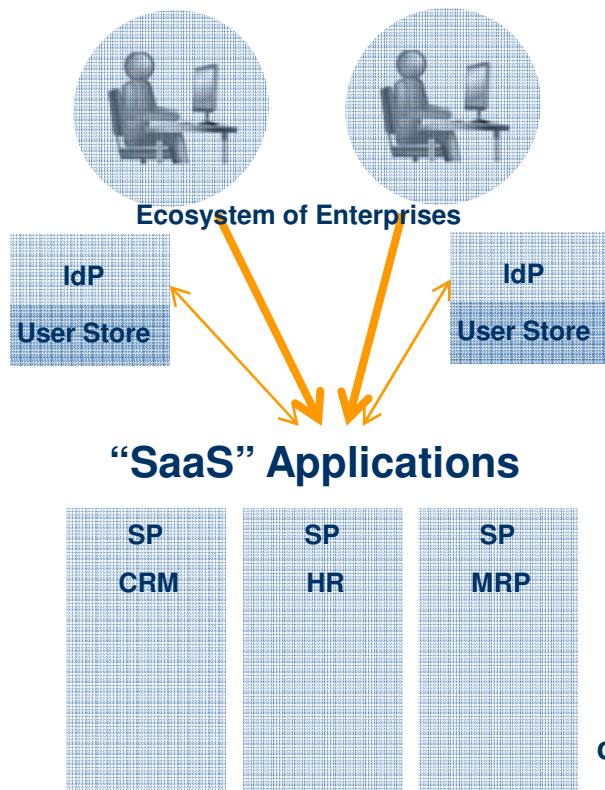 Ecosystem of Enterprises
IdP
User Store
IdP
User Store
“SaaS” Applications
SP
CRM
SP
HR
SP
MRP